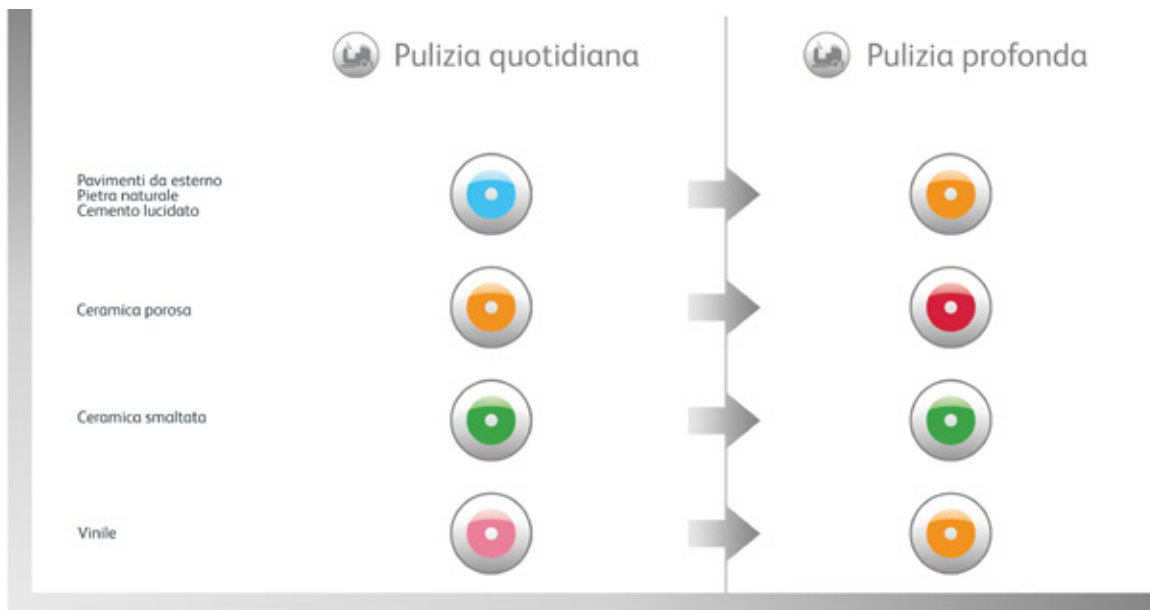 Pulizia quotidiana
Pulizia profonda
Pavimenti da esterno
Pietra naturale
Cemento lucidato
Ceramica porosa
Ceramica smaltata
Vinile